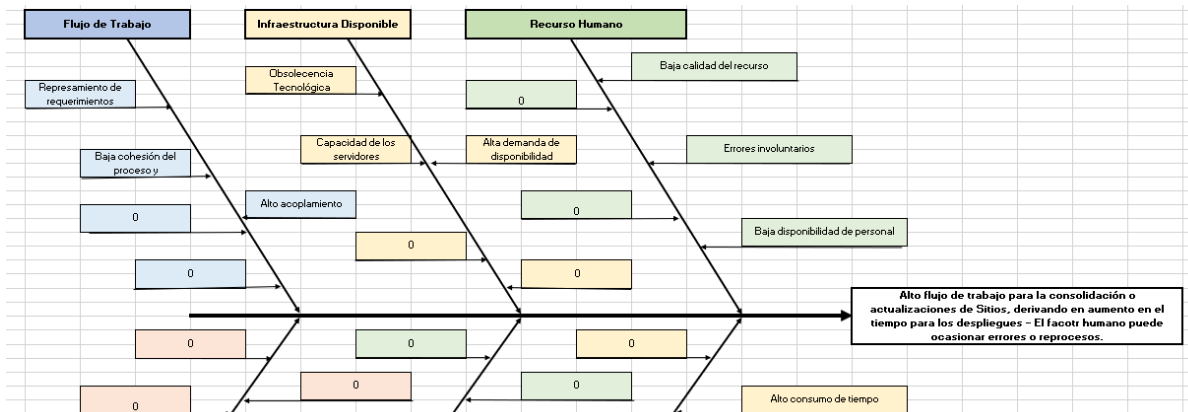 Flujo de Trabajo
Infraestructura Disponible
Recurso Humano
Represamiento de
requerimientos
Obsolecencia
Tecnológica
Baja calidad del recurso
0
Baja cohesión del
proceso y
Capacidad de los
servidores
Alta demanda de
disponibilidad
Errores involuntarios
0
Alto acoplamiento
0
Baja disponibilidad de personal
0
0
0
Alto flujo de trabajo para la consolidación o
actualizaciones de Sitios, derivando en aumento en el
tiempo para los despliegues - El facotr humano puede
ocasionar errores o reprocesos.
0
0
0
0
0
0
Alto consumo de tiempo